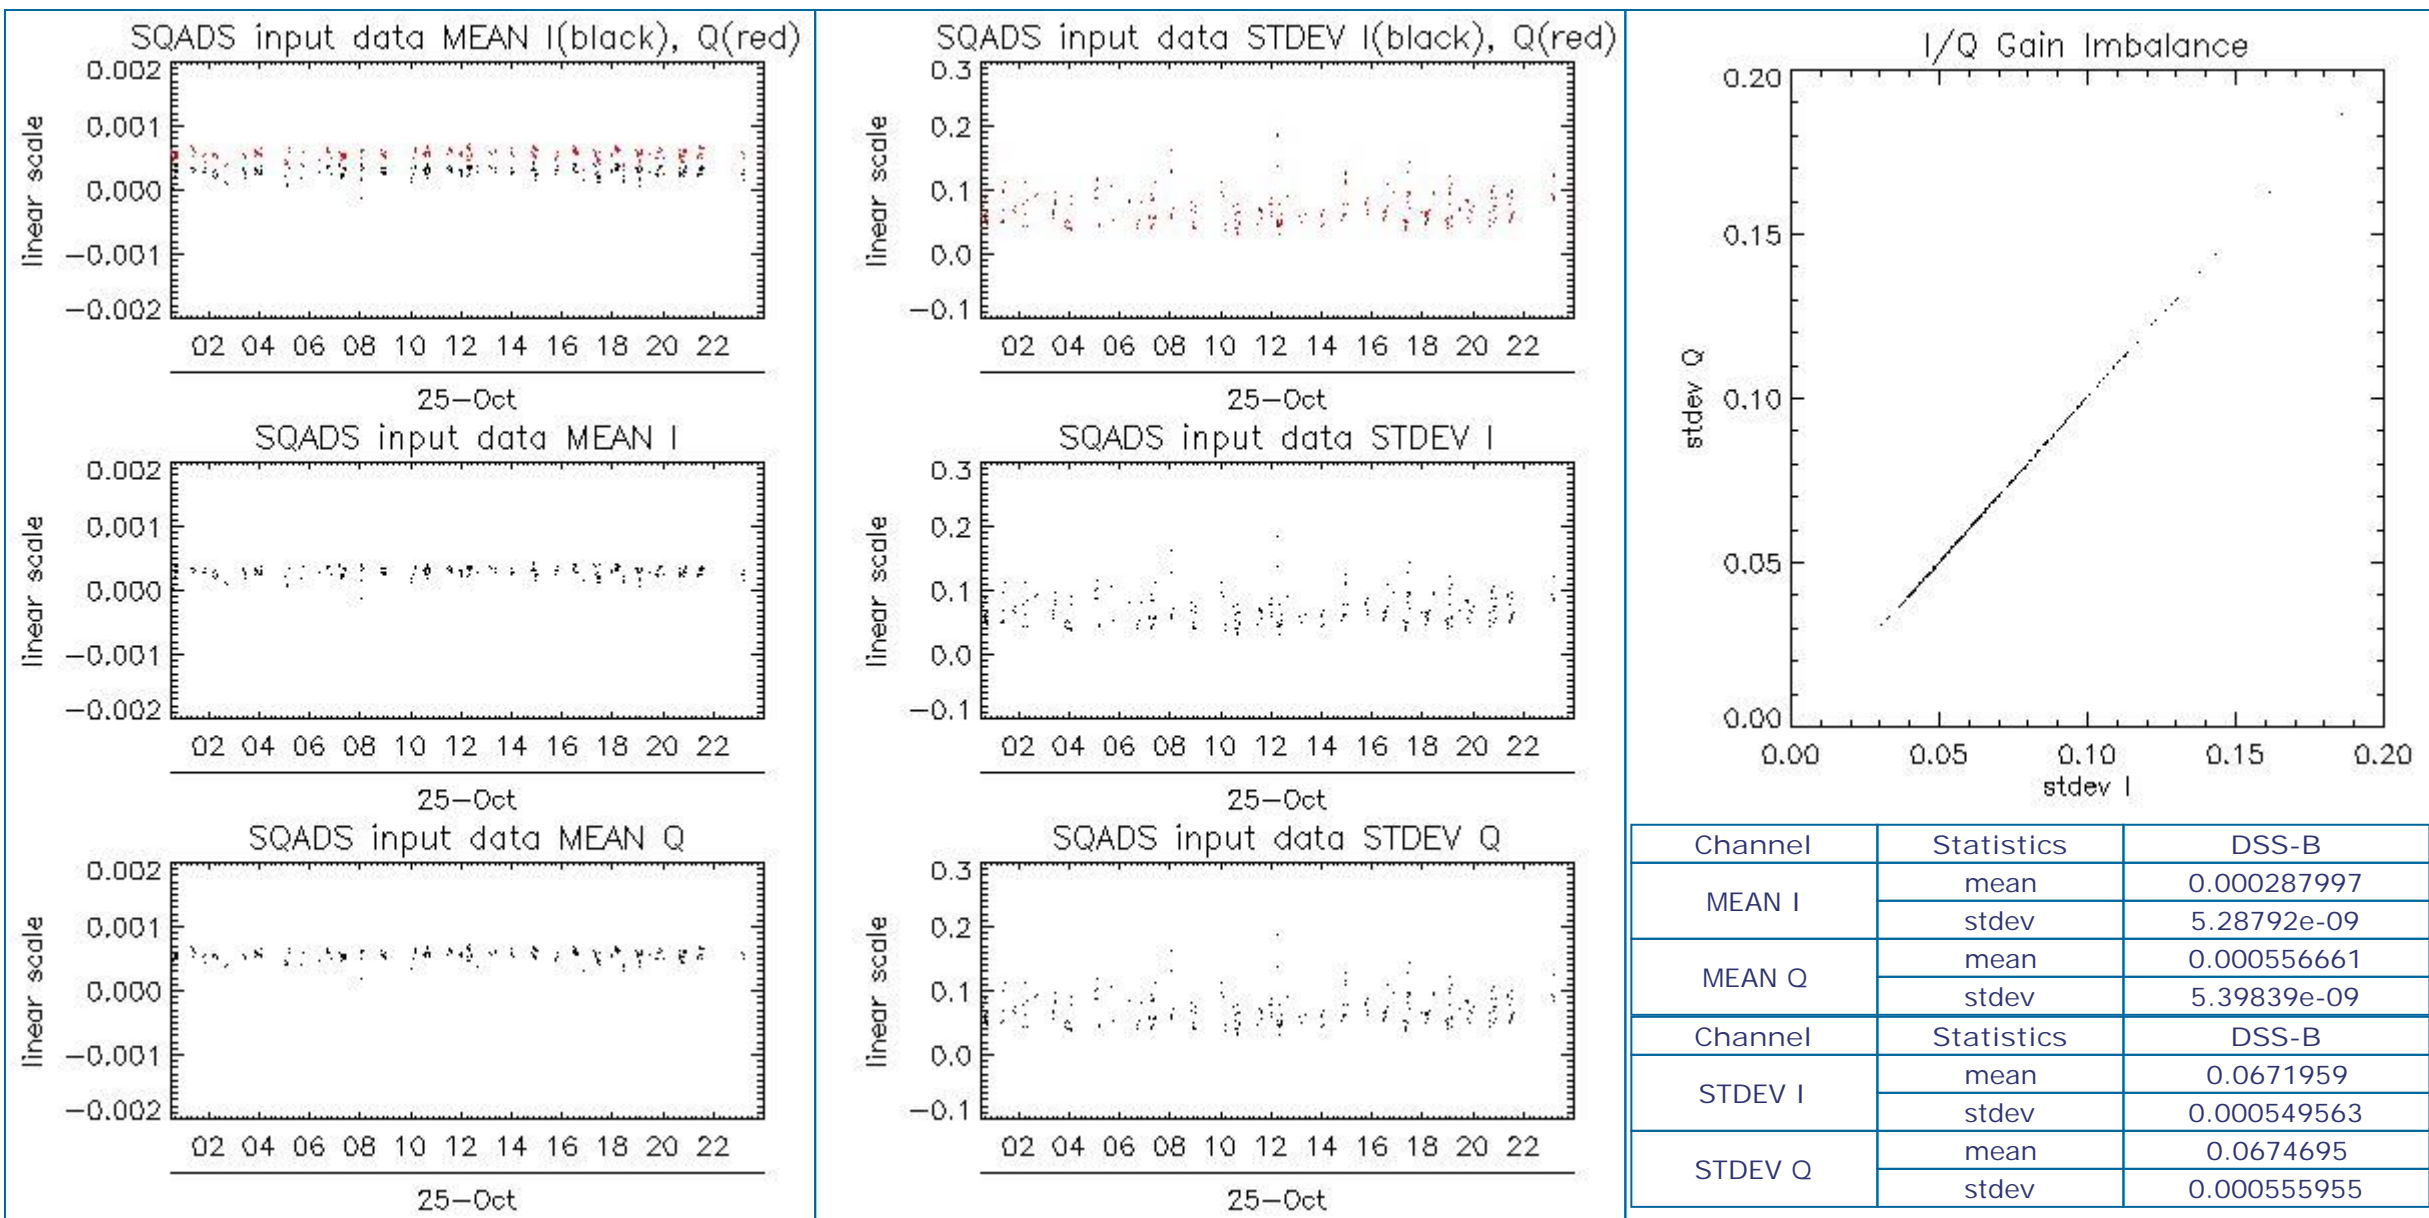 SQADS input data MEAN I(black), Q(red)
0.002
0.001
0.000
−0.001
−0.002
linear scale
02 04 06 08 10 12 14 16 18 20 22
25−Oct
SQADS input data MEAN I
0.002
0.001
0.000
−0.001
−0.002
linear scale
02 04 06 08 10 12 14 16 18 20 22
25−Oct
SQADS input data MEAN Q
0.002
0.001
0.000
−0.001
−0.002
linear scale
02 04 06 08 10 12 14 16 18 20 22
25−Oct
SQADS input data STDEV I(black), Q(red)
0.3
0.2
0.1
0.0
−0.1
linear scale
02 04 06 08 10 12 14 16 18 20 22
25−Oct
SQADS input data STDEV I
0.3
0.2
0.1
0.0
−0.1
linear scale
02 04 06 08 10 12 14 16 18 20 22
25−Oct
SQADS input data STDEV Q
0.3
0.2
0.1
0.0
−0.1
linear scale
02 04 06 08 10 12 14 16 18 20 22
25−Oct
I/Q Gain Imbalance
0.20
0.15
0.10
0.05
0.00
stdev Q
0.00 0.05 0.10 0.15 0.20
stdev I
Channel Statistics DSS-B
MEAN I mean 0.000287997
stdev 5.28792e-09
MEAN Q mean 0.000556661
stdev 5.39839e-09
Channel Statistics DSS-B
STDEV I mean 0.0671959
stdev 0.000549563
STDEV Q mean 0.0674695
stdev 0.000555955